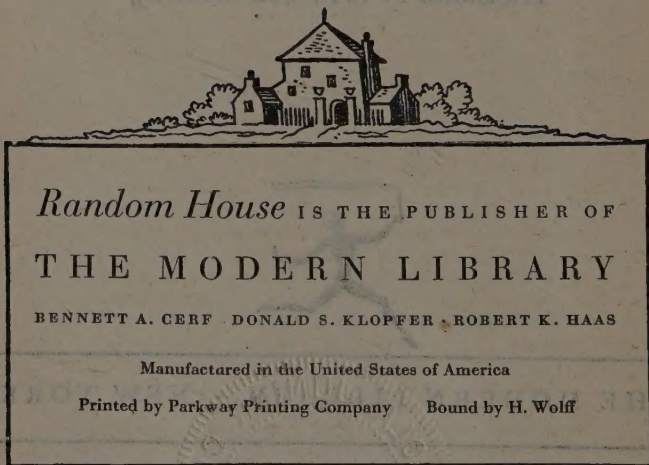 Random House IS THE PUBLISHER OF
THE MODERN LIBRARY
BENNETT A. CERF · DONALD S. KLOPFER · ROBERT K. HAAS
Manufactured in the United States of America
Printed by Parkway Printing Company Bound by H. Wolff